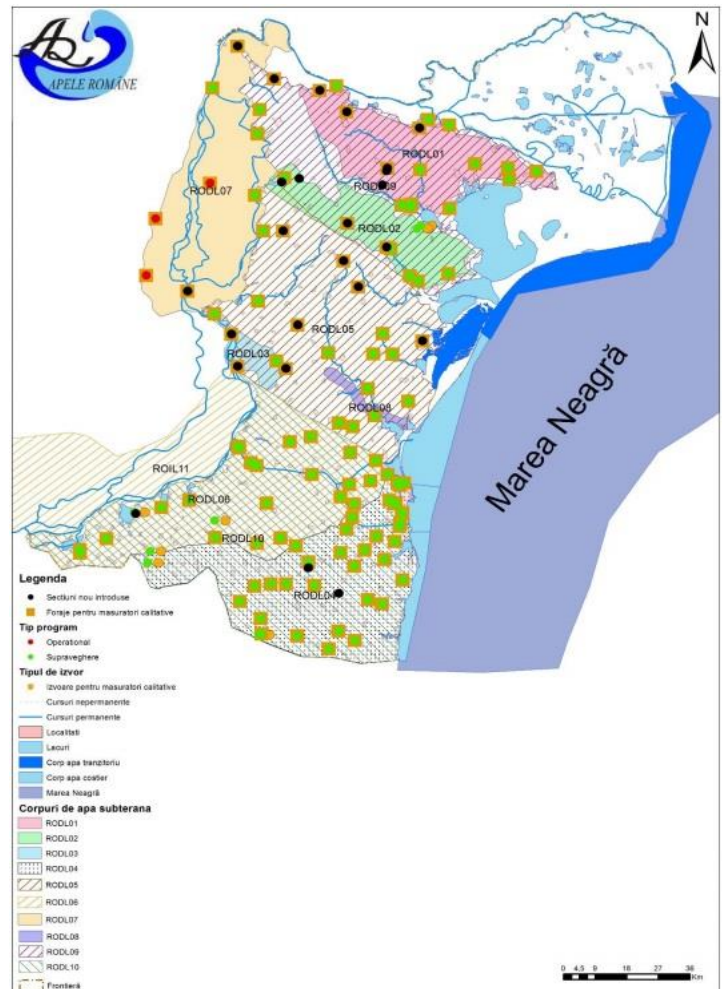 APELE ROMÂNE
N
RODL01
RODL07
RODL09
RODL02
RODL05
RODL03
RODL08
ROIL11
RODL06
RODL10
RODL04
Marea Neagră
Legenda
Sectiuni nou introduse
Foraje pentru masuratori calitative
Tip program
Operational
Supraveghere
Tipul de izvor
Izvoare pentru masuratori calitative
Cursuri nepermanente
Cursuri permanente
Localitati
Lacuri
Corp apa tranzitoriu
Corp apa costier
Marea Neagră
Corpuri de apa subterana
RODL01
RODL02
RODL03
RODL04
RODL05
RODL06
RODL07
RODL08
RODL09
RODL10
Frontieră
0 4,5 9 18 27 36
Km